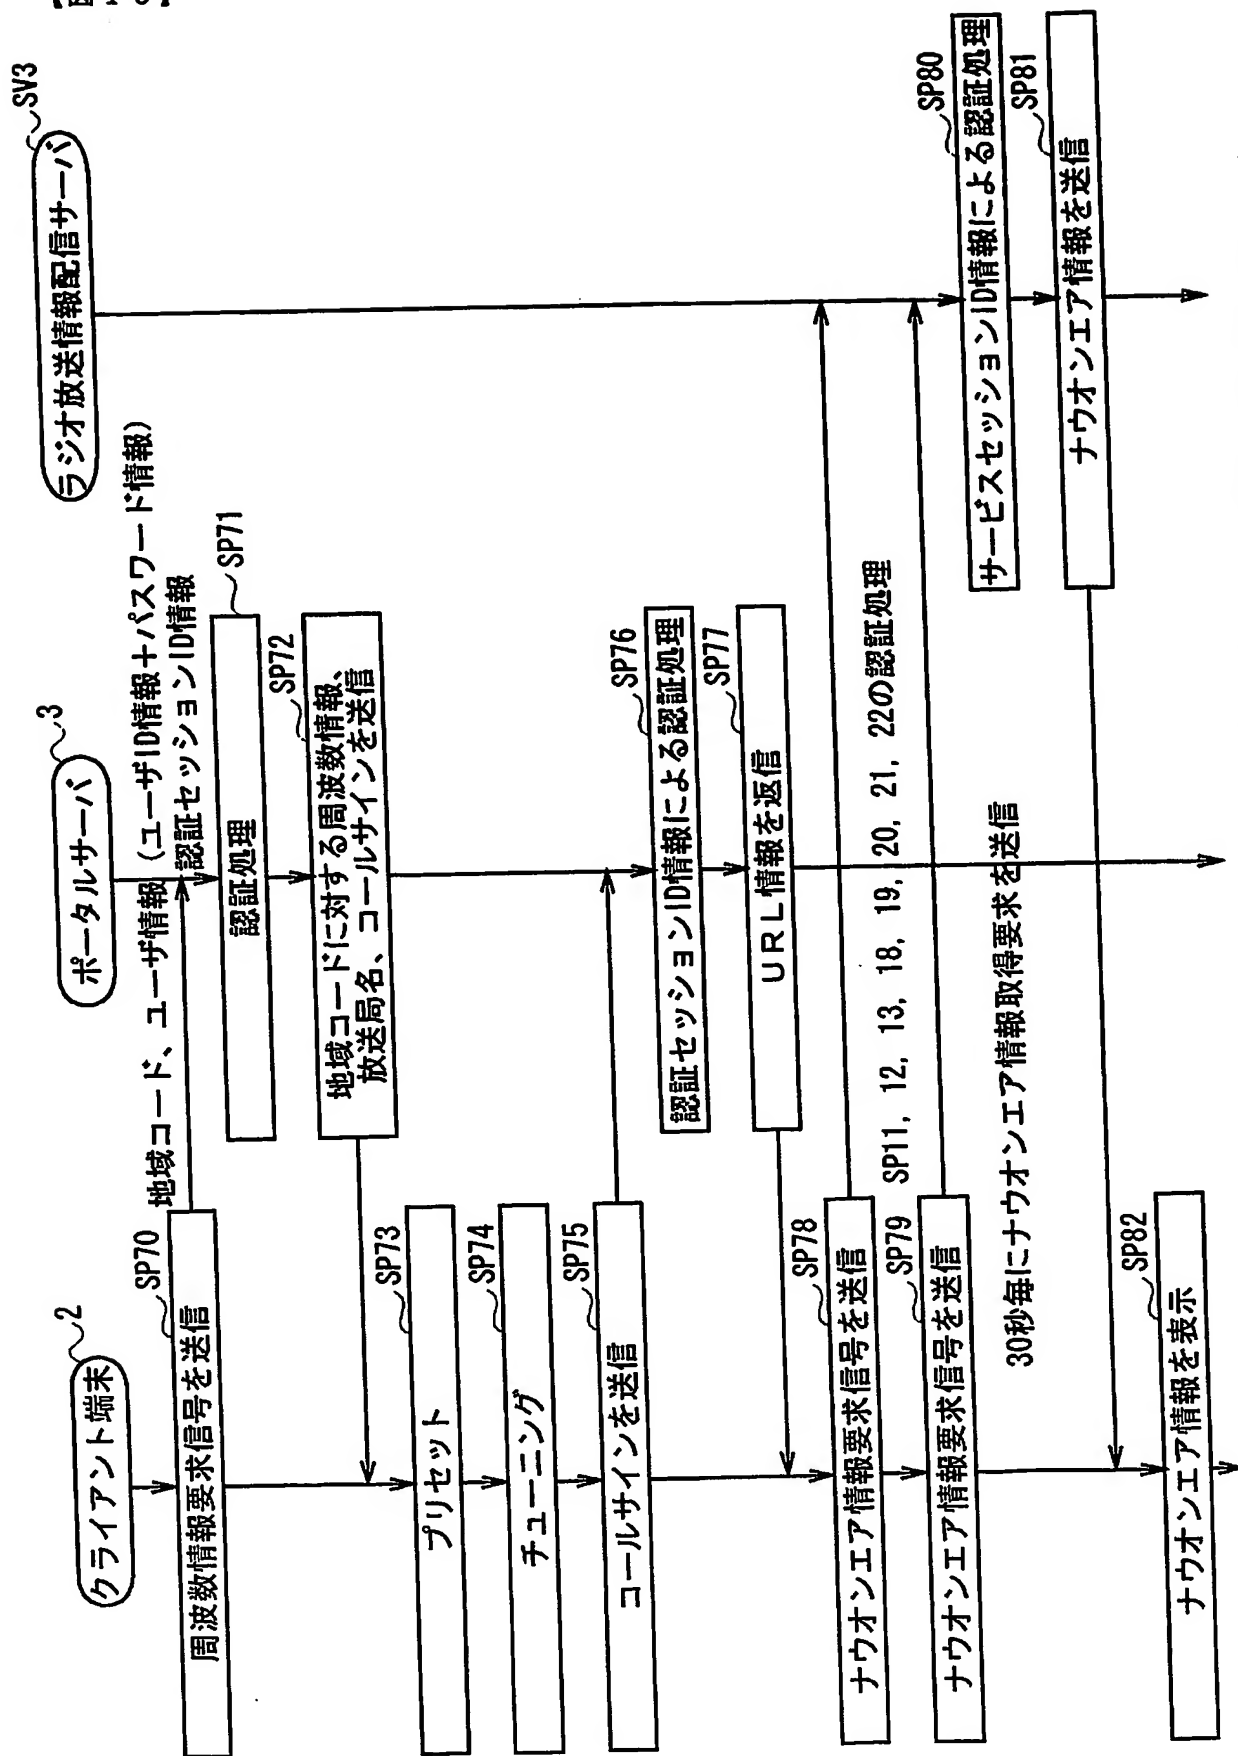 クライアント端末
2
ポータルサーバ
3
ラジオ放送情報配信サーバ
SV3
SP70
周波数情報要求信号を送信
地域コード、ユーザ情報(ユーザID情報+パスワード情報)
認証セッションID情報
SP71
認証処理
SP72
地域コードに対する周波数情報、
放送局名、コールサインを送信
SP73
プリセット
SP74
チューニング
SP75
コールサインを送信
SP76
認証セッションID情報による認証処理
SP77
URL情報を返信
SP78
ナウオンエア情報要求信号を送信
SP11, 12, 13, 18, 19, 20, 21, 22の認証処理
SP79
ナウオンエア情報要求信号を送信
SP80
サービスセッションID情報による認証処理
30秒毎にナウオンエア情報取得要求を送信
SP81
ナウオンエア情報を送信
SP82
ナウオンエア情報を表示